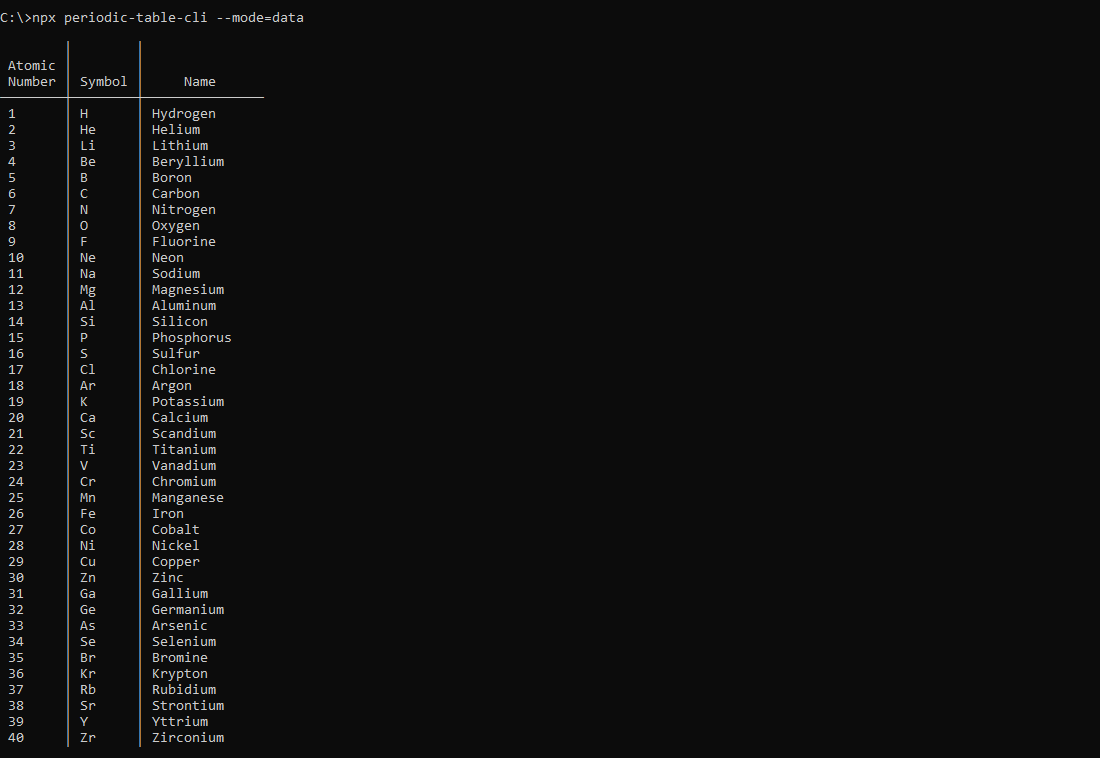 C:\>npx periodic-table-cli --mode=data
Atomic
Number Symbol Name
1 H Hydrogen
2 He Helium
3 Li Lithium
4 Be Beryllium
5 B Boron
6 C Carbon
7 N Nitrogen
8 O Oxygen
9 F Fluorine
10 Ne Neon
11 Na Sodium
12 Mg Magnesium
13 Al Aluminum
14 Si Silicon
15 P Phosphorus
16 S Sulfur
17 Cl Chlorine
18 Ar Argon
19 K Potassium
20 Ca Calcium
21 Sc Scandium
22 Ti Titanium
23 V Vanadium
24 Cr Chromium
25 Mn Manganese
26 Fe Iron
27 Co Cobalt
28 Ni Nickel
29 Cu Copper
30 Zn Zinc
31 Ga Gallium
32 Ge Germanium
33 As Arsenic
34 Se Selenium
35 Br Bromine
36 Kr Krypton
37 Rb Rubidium
38 Sr Strontium
39 Y Yttrium
40 Zr Zirconium